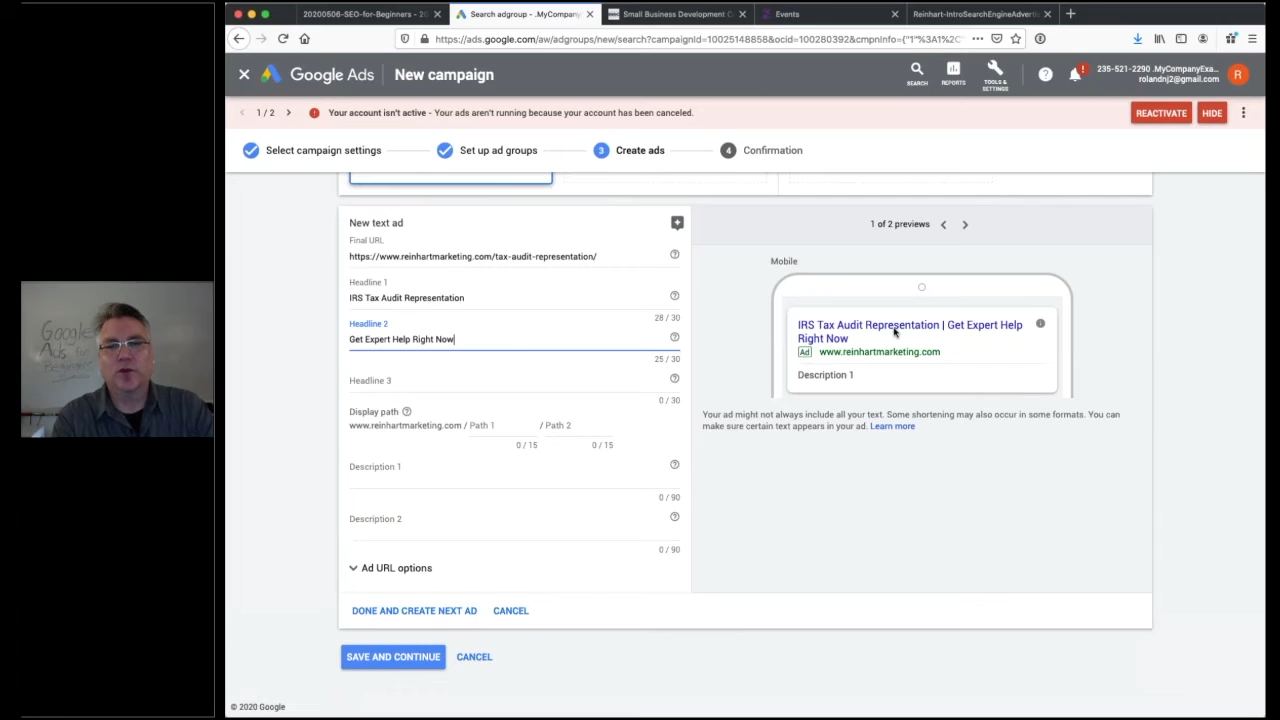 20200506-SEO-for-Beginners - 20
Search adgroup - .MyCompany
Small Business Development C
Events
Reinhart-IntroSearchEngineAdverti
https://ads.google.com/aw/adgroups/new/search?campaignId=10025148858&ocid=100280392&cmpnInfo={"1"%3A1%2C"
Google Ads
New campaign
SEARCH
REPORTS
TOOLS & SETTINGS
235-521-2290 .MyCompanyExa...
rolandnj2@gmail.com
R
1 / 2
Your account isn't active - Your ads aren't running because your account has been canceled.
REACTIVATE
HIDE
Select campaign settings
Set up ad groups
3 Create ads
4 Confirmation
New text ad
Final URL
https://www.reinhartmarketing.com/tax-audit-representation/
Headline 1
IRS Tax Audit Representation
28 / 30
Headline 2
Get Expert Help Right Now
25 / 30
Headline 3
0 / 30
Display path
www.reinhartmarketing.com / Path 1 / Path 2
0 / 15 0 / 15
Description 1
0 / 90
Description 2
0 / 90
Ad URL options
1 of 2 previews
Mobile
IRS Tax Audit Representation | Get Expert Help
Right Now
Ad www.reinhartmarketing.com
Description 1
Your ad might not always include all your text. Some shortening may also occur in some formats. You can
make sure certain text appears in your ad. Learn more
DONE AND CREATE NEXT AD
CANCEL
SAVE AND CONTINUE
CANCEL
© 2020 Google
Google
Ads for
Beginners